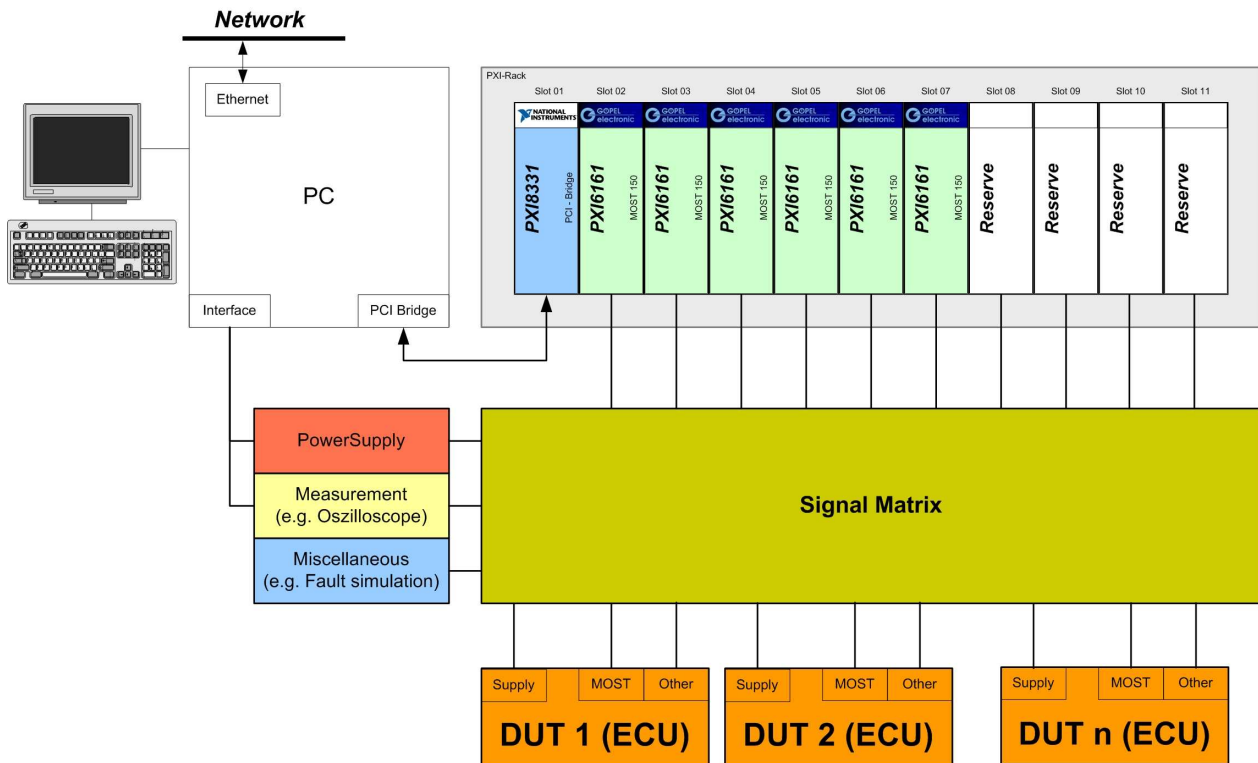 Network
Ethernet
PC
Interface
PCI Bridge
PXI-Rack
Slot 01
Slot 02
Slot 03
Slot 04
Slot 05
Slot 06
Slot 07
Slot 08
Slot 09
Slot 10
Slot 11
NATIONAL
INSTRUMENTS
GÖPEL
electronic
GÖPEL
electronic
GÖPEL
electronic
GÖPEL
electronic
GÖPEL
electronic
GÖPEL
electronic
PXI8331
PCI - Bridge
PXI6161
MOST 150
PXI6161
MOST 150
PXI6161
MOST 150
PXI6161
MOST 150
PXI6161
MOST 150
PXI6161
MOST 150
Reserve
Reserve
Reserve
Reserve
PowerSupply
Measurement
(e.g. Oszilloscope)
Miscellaneous
(e.g. Fault simulation)
Signal Matrix
Supply
MOST
Other
DUT 1 (ECU)
Supply
MOST
Other
DUT 2 (ECU)
Supply
MOST
Other
DUT n (ECU)